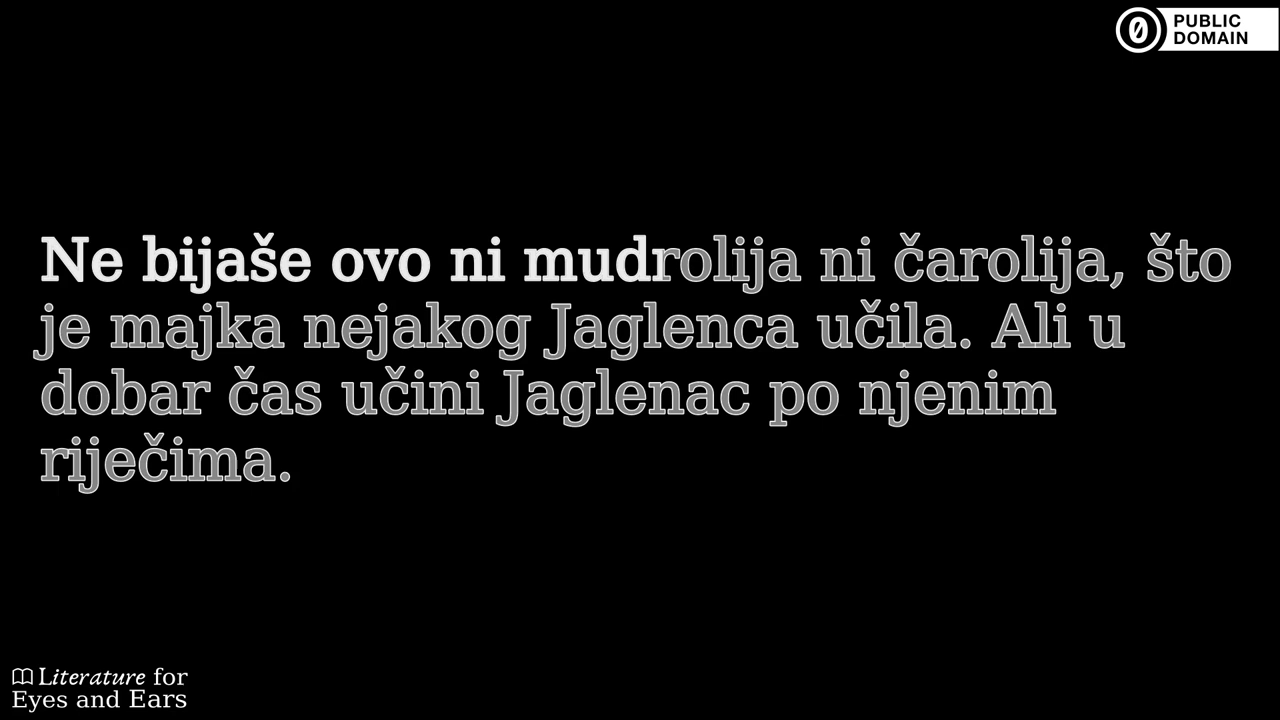 PUBLIC
DOMAIN
Ne bijaše ovo ni mudrolija ni čarolija, što
je majka nejakog Jaglenca učila. Ali u
dobar čas učini Jaglenac po njenim
riječima.
Literature for
Eyes and Ears